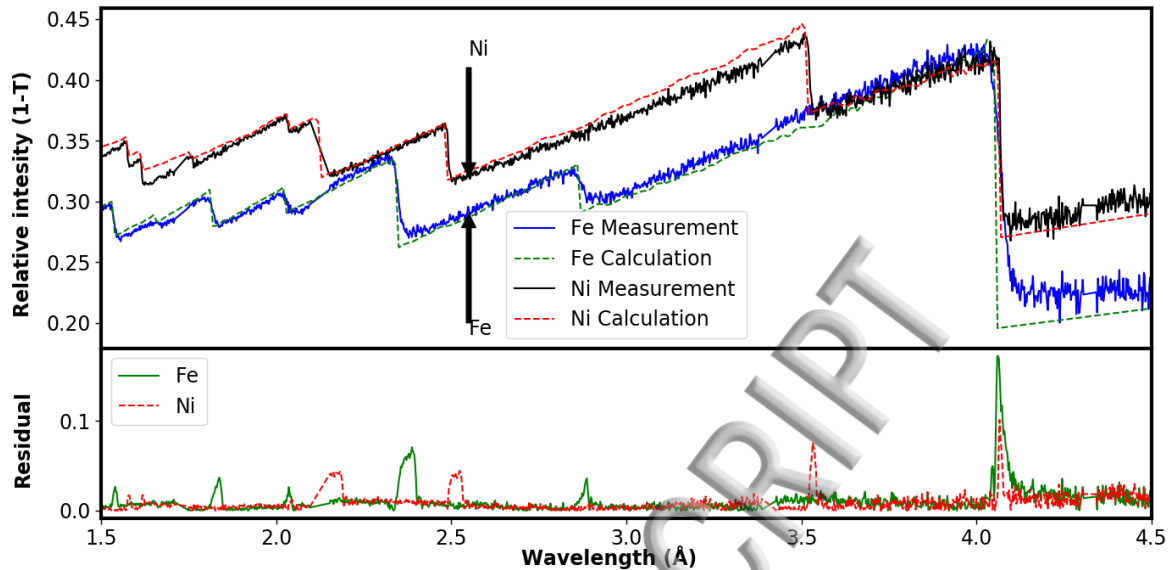 0.45
0.40
0.35
0.30
0.25
0.20
Relative intesity (1-T)
Ni
Fe
Fe Measurement
Fe Calculation
Ni Measurement
Ni Calculation
Fe
Ni
0.1
0.0
Residual
1.5 2.0 2.5 3.0 3.5 4.0 4.5
Wavelength (Å)
CRIPT